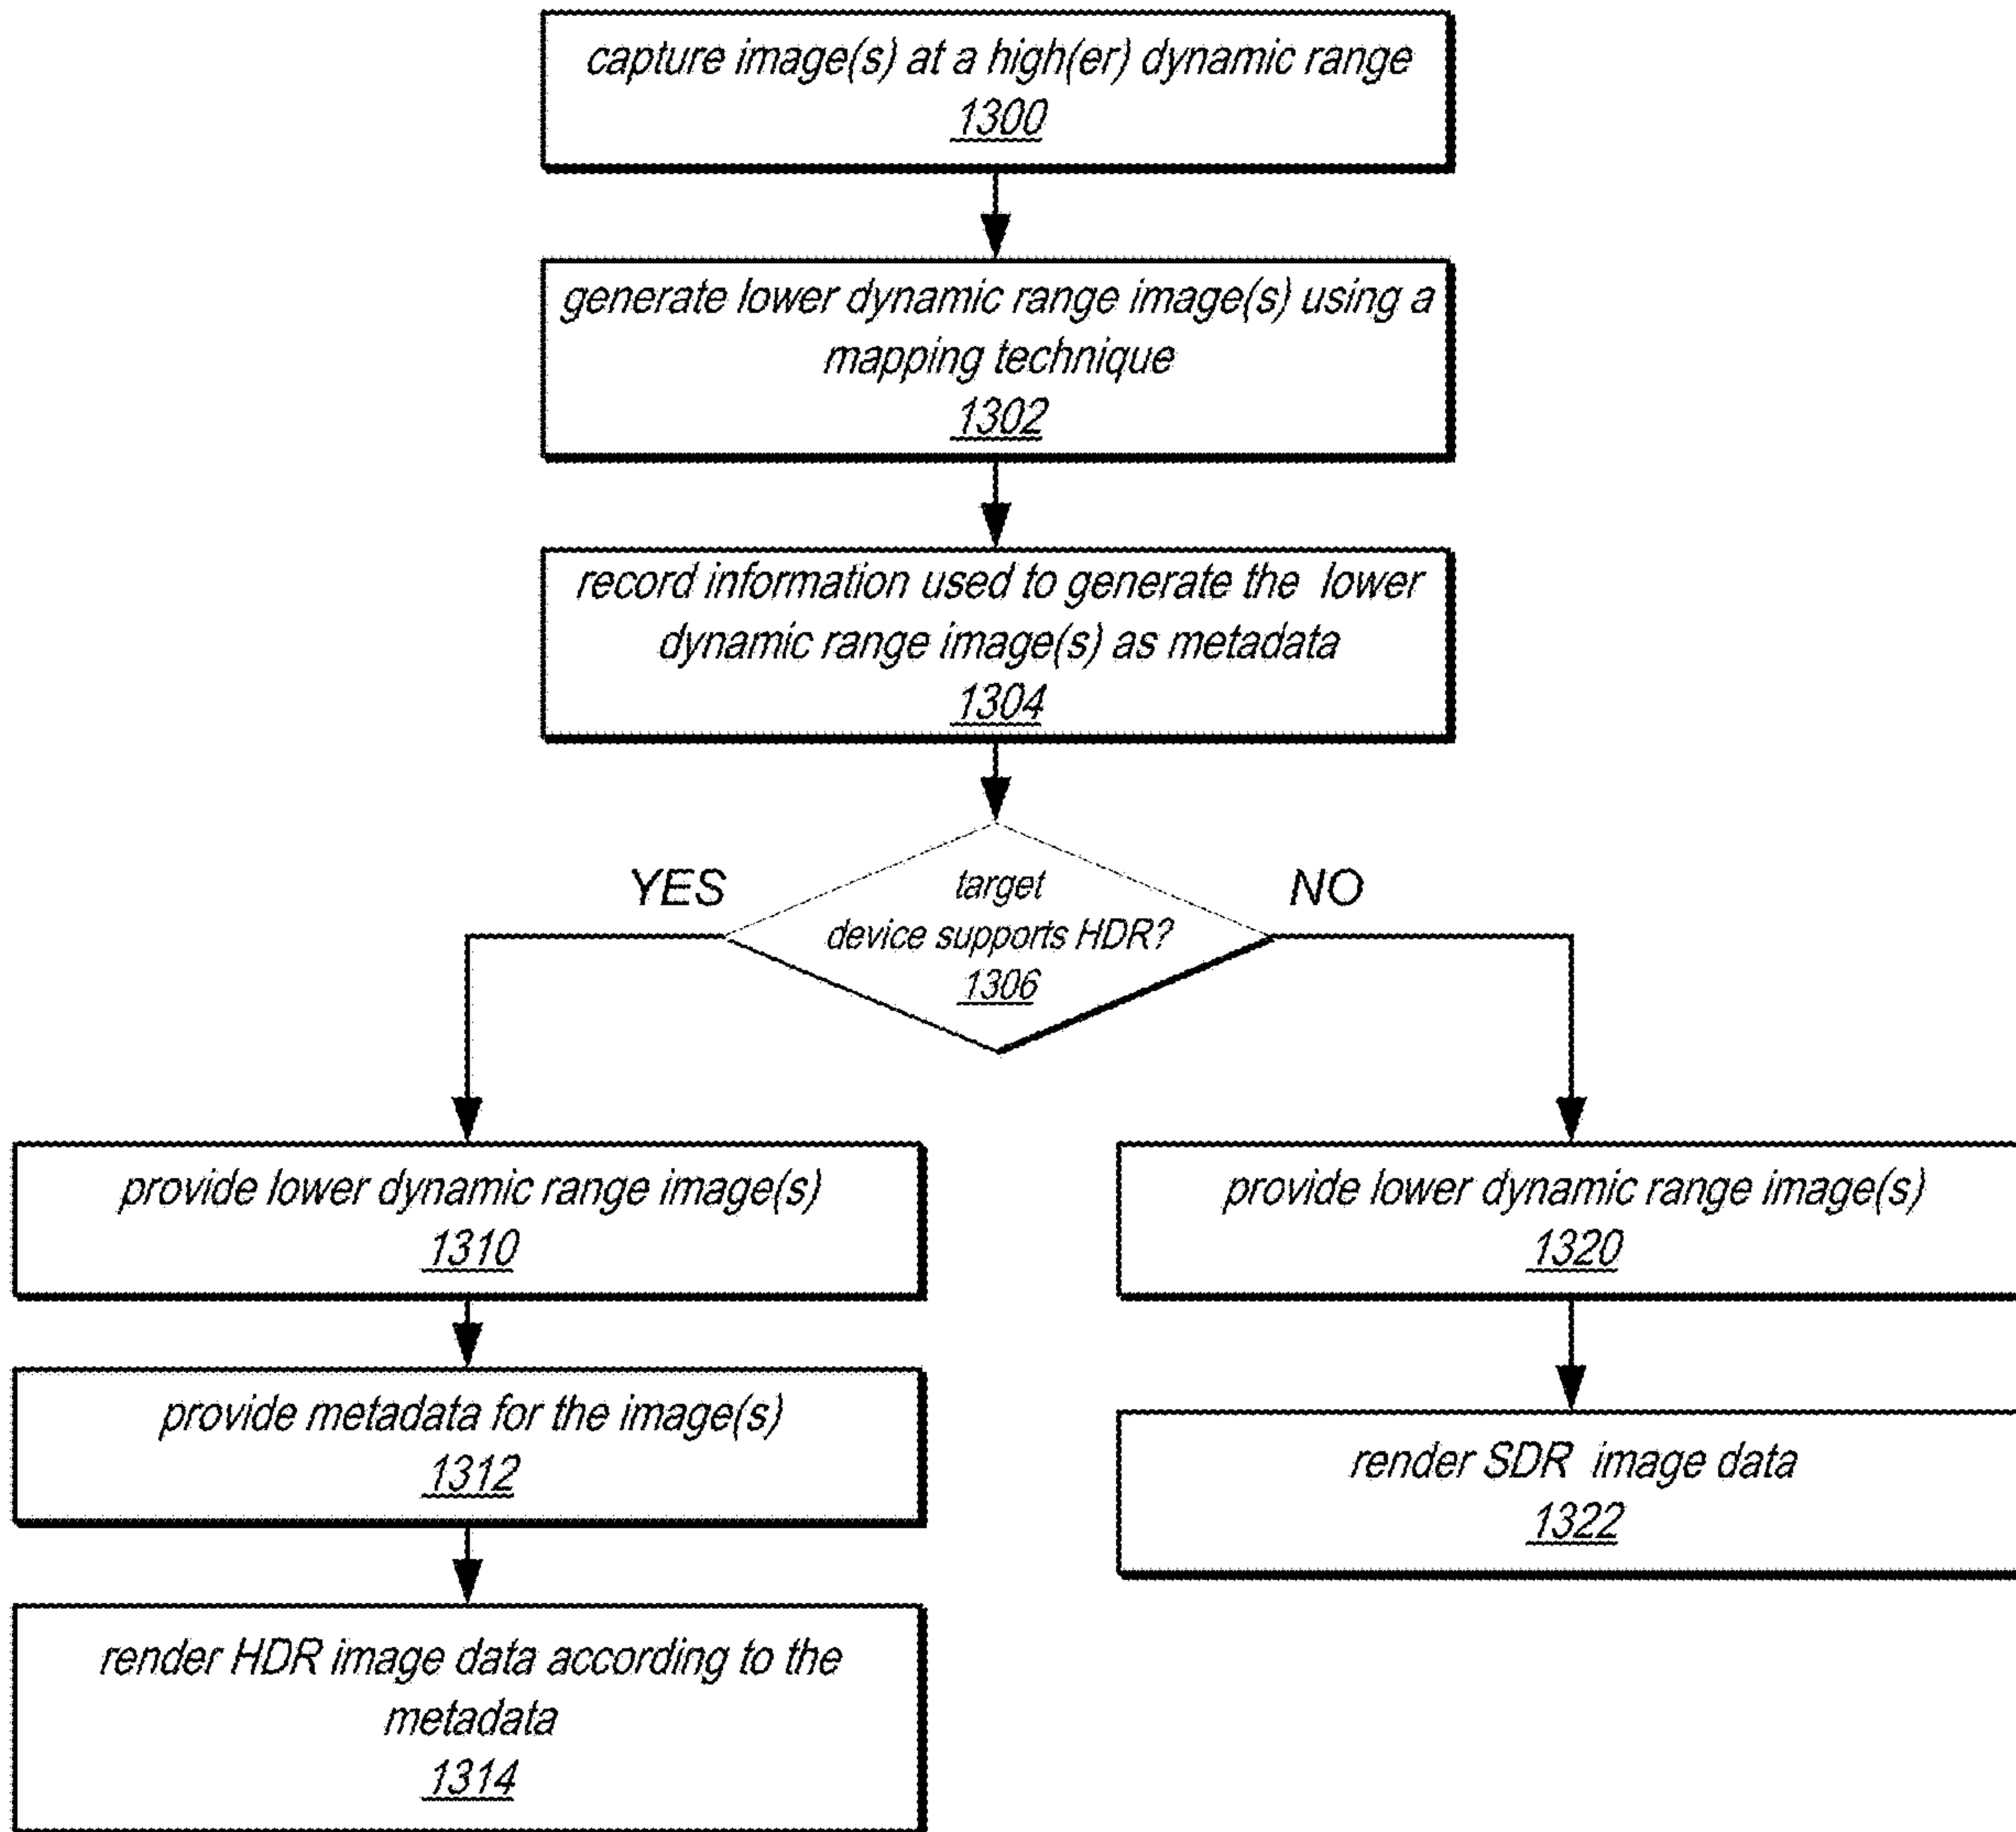 capture image(s) at a high(er) dynamic range
1300
generate lower dynamic range image(s) using a
mapping technique
1302
record information used to generate the lower
dynamic range image(s) as metadata
1304
target
device supports HDR?
1306
YES
NO
provide lower dynamic range image(s)
1310
provide metadata for the image(s)
1312
render HDR image data according to the
metadata
1314
provide lower dynamic range image(s)
1320
render SDR image data
1322